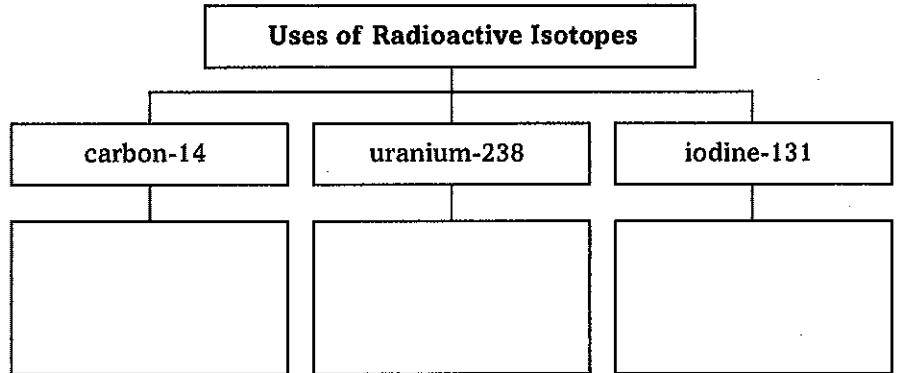 Uses of Radioactive Isotopes
carbon-14
uranium-238
iodine-131